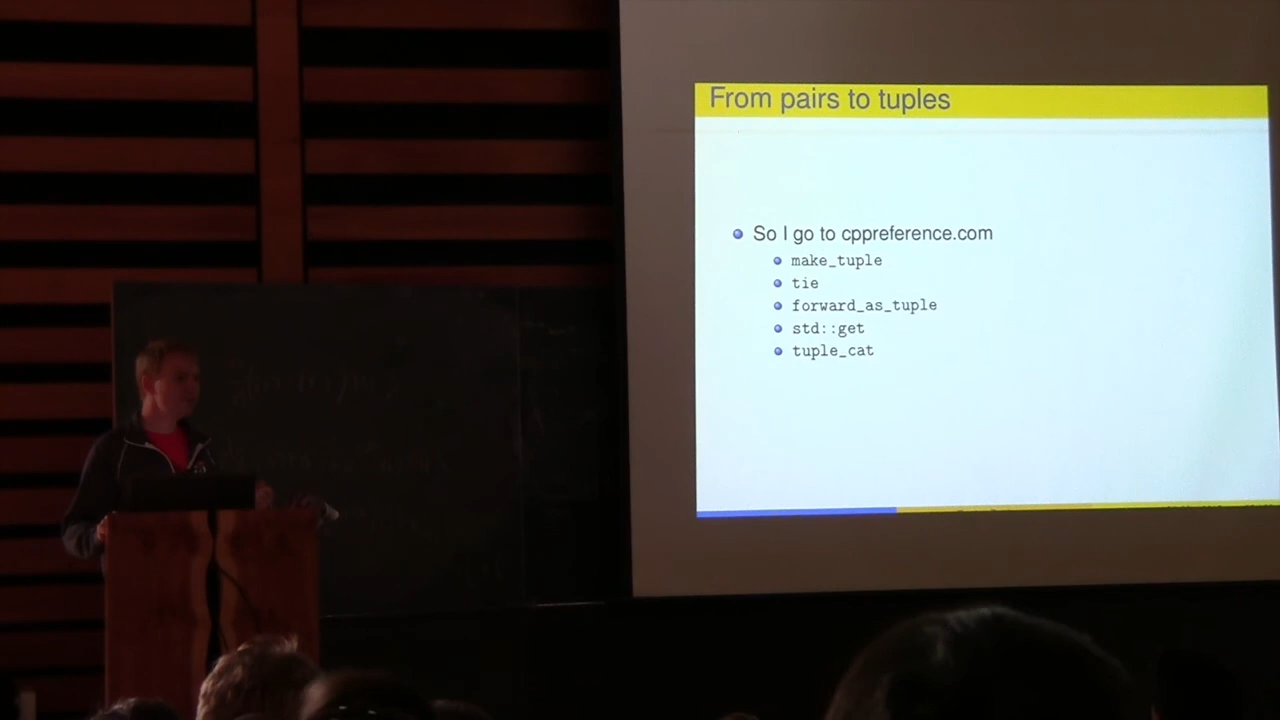 From pairs to tuples
So I go to cppreference.com
make_tuple
tie
forward_as_tuple
std::get
tuple_cat